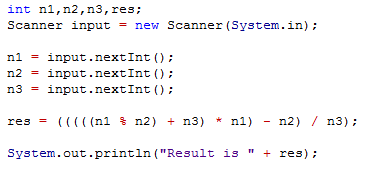 int n1,n2,n3,res;
Scanner input = new Scanner(System.in);
n1 = input.nextInt();
n2 = input.nextInt();
n3 = input.nextInt();
res = (((((n1 % n2) + n3) * n1) - n2) / n3);
System.out.println("Result is " + res);